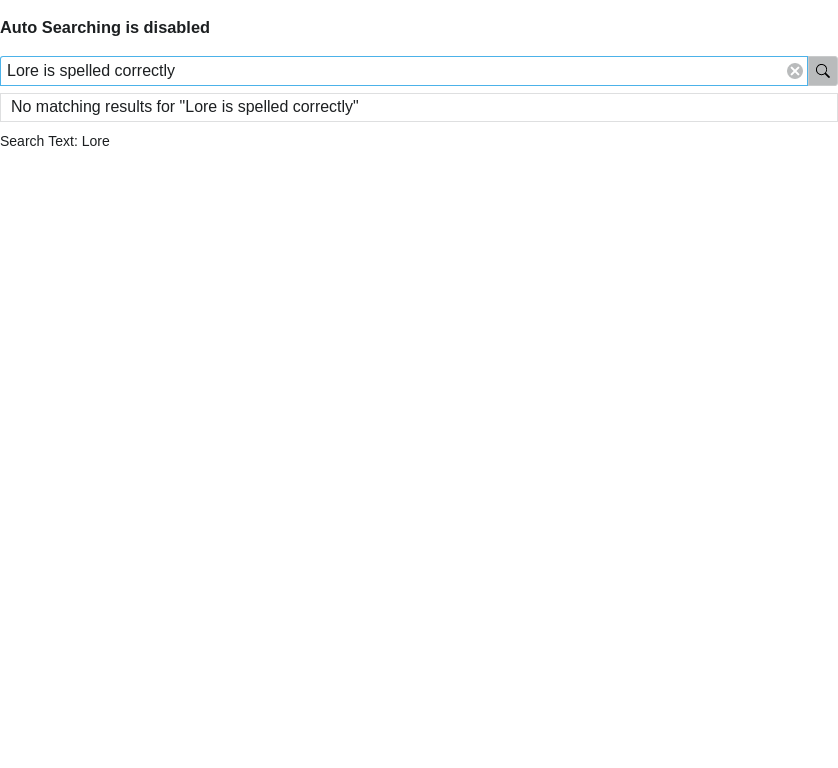 Auto Searching is disabled
Lore is spelled correctly
No matching results for "Lore is spelled correctly"
Search Text: Lore